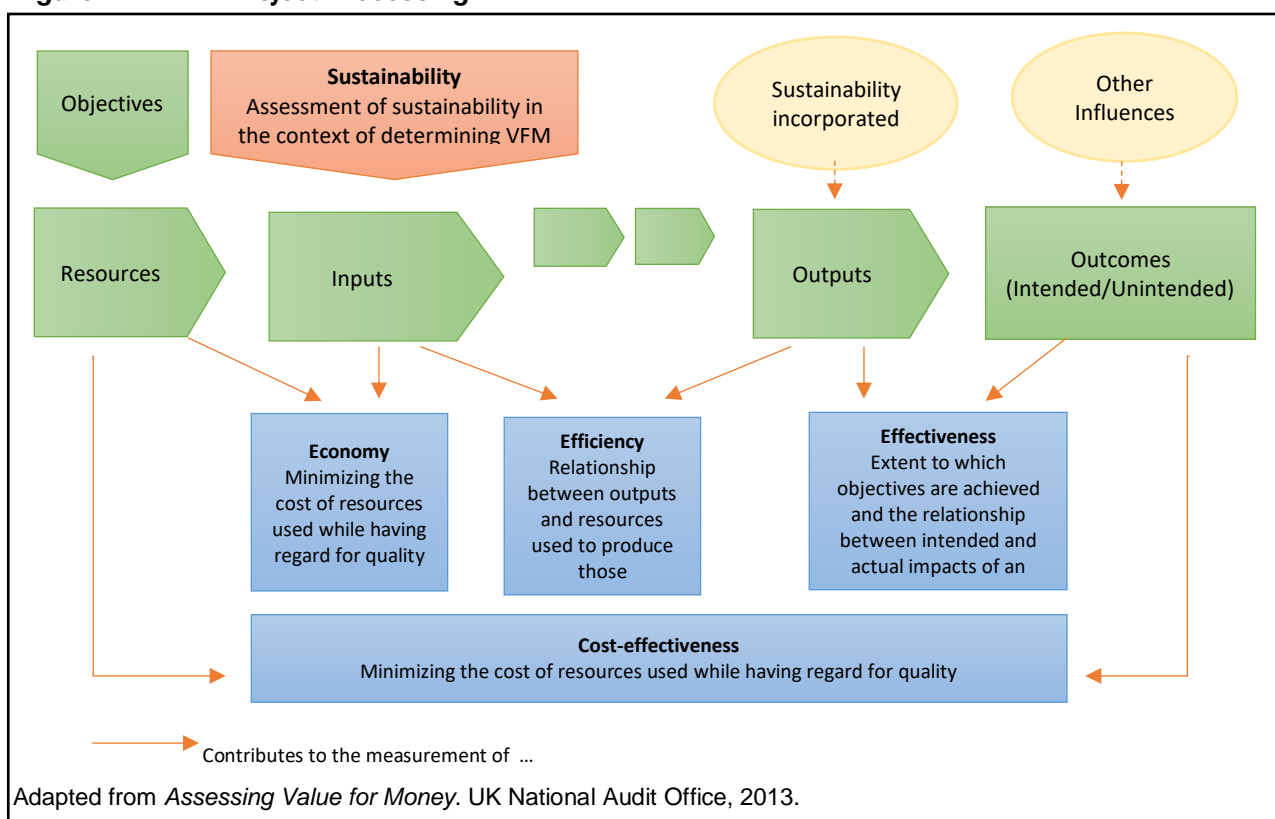 Objectives
Sustainability
Assessment of sustainability in
the context of determining VFM
Sustainability
incorporated
Other
Influences
Resources
Inputs
Outputs
Outcomes
(Intended/Unintended)
Economy
Minimizing the
cost of resources
used while having
regard for quality
Efficiency
Relationship
between outputs
and resources
used to produce
those
Effectiveness
Extent to which
objectives are achieved
and the relationship
between intended and
actual impacts of an
Cost-effectiveness
Minimizing the cost of resources used while having regard for quality
Contributes to the measurement of ...
Adapted from Assessing Value for Money. UK National Audit Office, 2013.